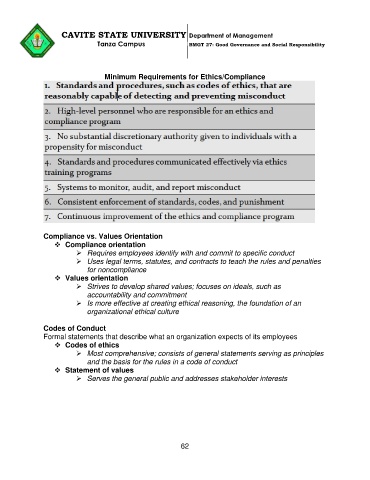 CAVITE STATE UNIVERSITY Department of Management
Tanza Campus BMGT 27- Good Governance and Social Responsibility
Minimum Requirements for Ethics/Compliance
1. Standards and procedures, such as codes of ethics, that are
reasonably capable of detecting and preventing misconduct
2. High-level personnel who are responsible for an ethics and
compliance program
3. No substantial discretionary authority given to individuals with a
propensity for misconduct
4. Standards and procedures communicated effectively via ethics
training programs
5. Systems to monitor, audit, and report misconduct
6. Consistent enforcement of standards, codes, and punishment
7. Continuous improvement of the ethics and compliance program
Compliance vs. Values Orientation
❖ Compliance orientation
➢ Requires employees identify with and commit to specific conduct
➢ Uses legal terms, statutes, and contracts to teach the rules and penalties
for noncompliance
❖ Values orientation
➢ Strives to develop shared values; focuses on ideals, such as
accountability and commitment
➢ Is more effective at creating ethical reasoning, the foundation of an
organizational ethical culture
Codes of Conduct
Formal statements that describe what an organization expects of its employees
❖ Codes of ethics
➢ Most comprehensive; consists of general statements serving as principles
and the basis for the rules in a code of conduct
❖ Statement of values
➢ Serves the general public and addresses stakeholder interests
62